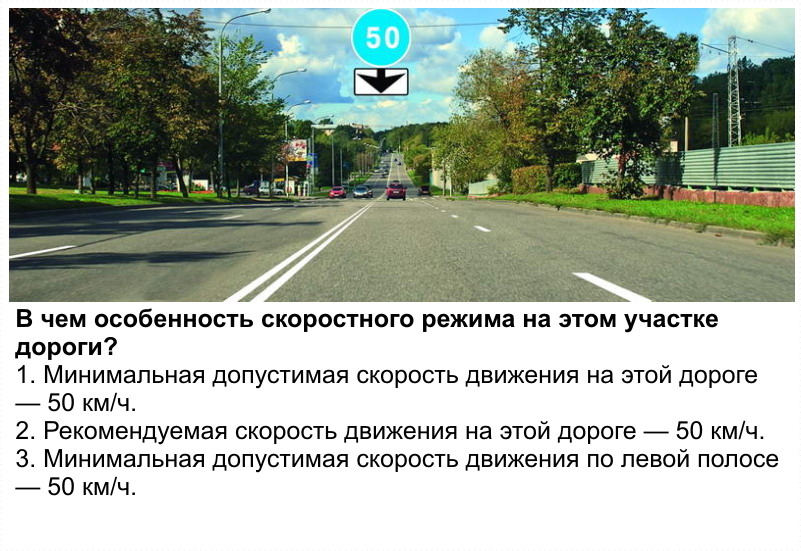 50
В чем особенность скоростного режима на этом участке
дороги?
1. Минимальная допустимая скорость движения на этой дороге
— 50 км/ч.
2. Рекомендуемая скорость движения на этой дороге — 50 км/ч.
3. Минимальная допустимая скорость движения по левой полосе
— 50 км/ч.